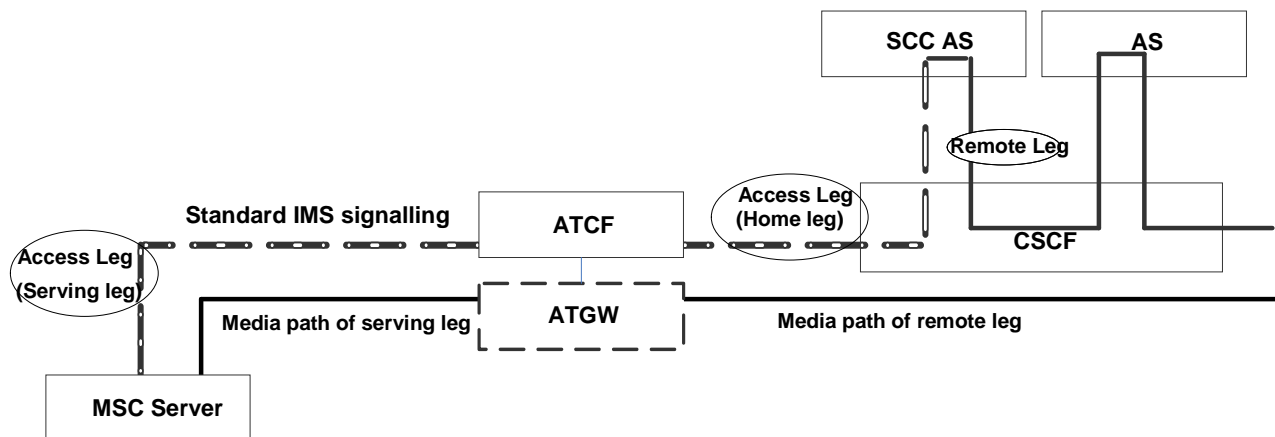 SCC AS
AS
Remote Leg
Access Leg
(Home leg)
Standard IMS signalling
ATCF
CSCF
Access Leg
(Serving leg)
ATGW
Media path of serving leg
Media path of remote leg
MSC Server